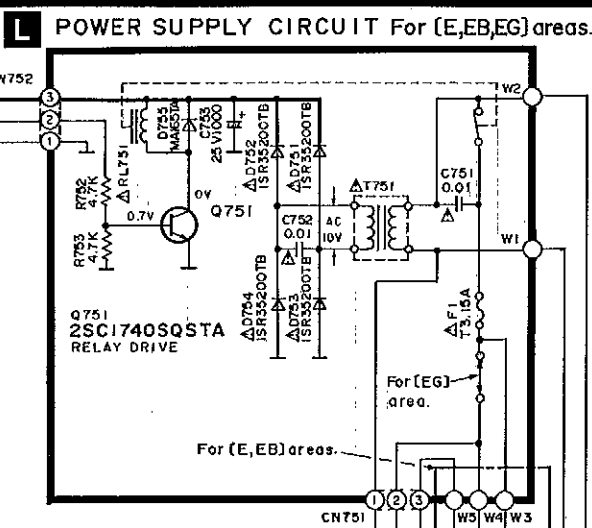 L POWER SUPPLY CIRCUIT For [E,EB,EG] areas.
W752
3
2
1
R752
4.7K
R753
4.7K
RL751
D755
MA165TA
C753
25V1000
+
D752
1SR35200TB
D751
1SR35200TB
0V
0.7V
Q751
C752
0.01
AC
10V
T751
C751
0.01
W2
W1
D754
1SR35200TB
D753
1SR35200TB
F1
T3.15A
Q751
2SC1740SQSTA
RELAY DRIVE
For [EG]
area.
For [E,EB] areas.
CN751
1 2 3
W5 W4 W3